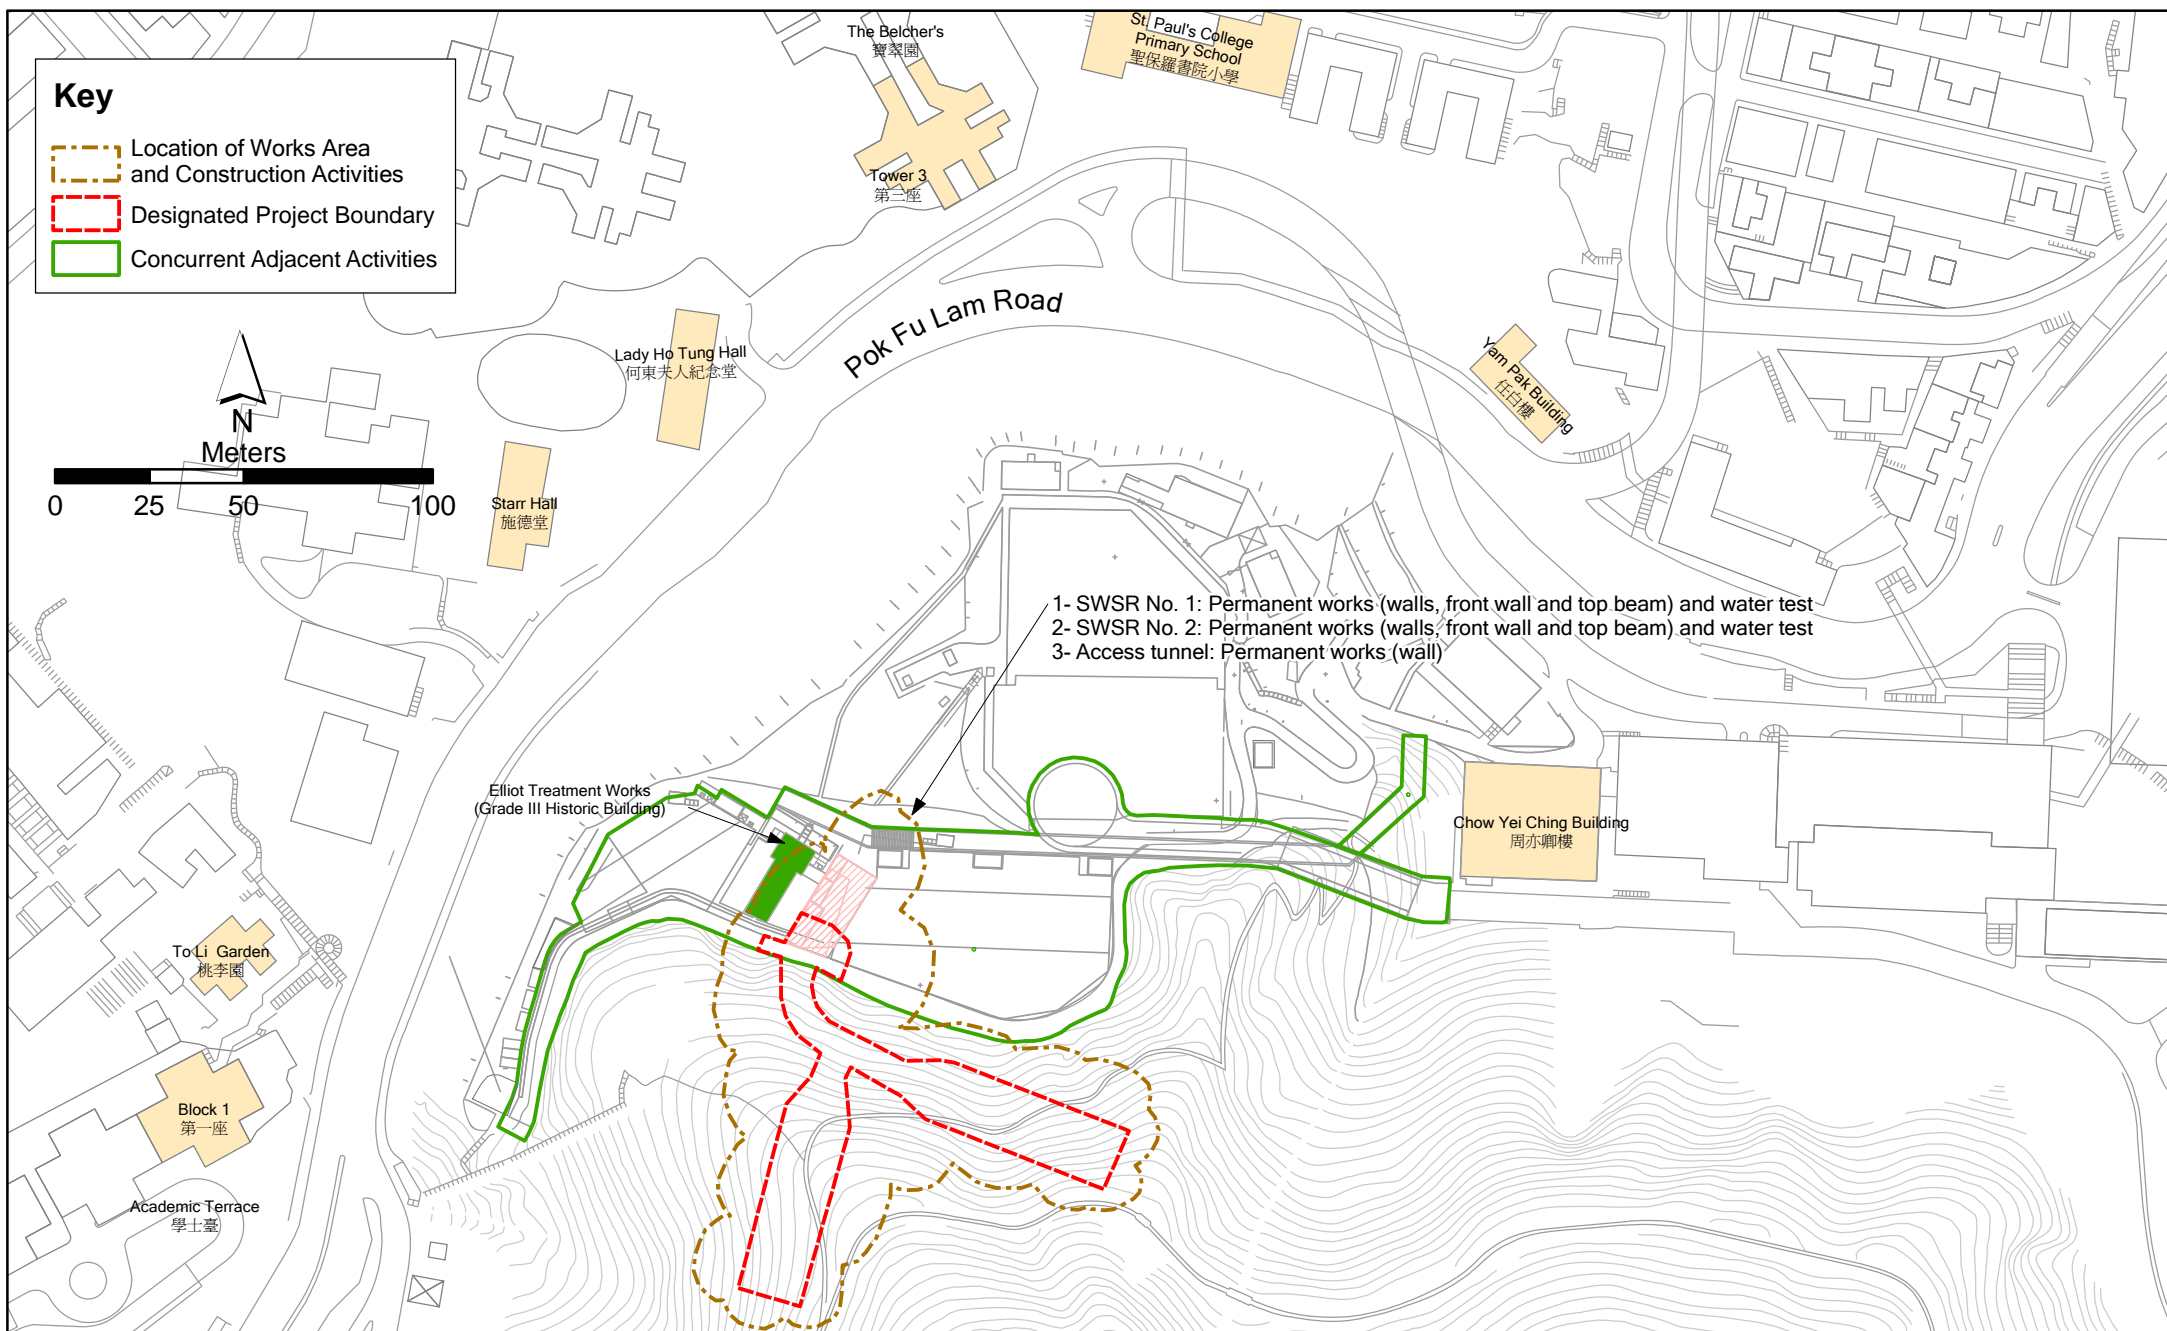 The Belcher's
寶翠園
St. Paul's College
Primary School
聖保羅書院小學
Key
Location of Works Area
and Construction Activities
Designated Project Boundary
Concurrent Adjacent Activities
Tower 3
第三座
Pok Fu Lam Road
Lady Ho Tung Hall
何東夫人紀念堂
Yam Pak Building
任白樓
N
Meters
0 25 50 100
Starr Hall
施德堂
1- SWSR No. 1: Permanent works (walls, front wall and top beam) and water test
2- SWSR No. 2: Permanent works (walls, front wall and top beam) and water test
3- Access tunnel: Permanent works (wall)
Elliot Treatment Works
(Grade III Historic Building)
Chow Yei Ching Building
周亦卿樓
To Li Garden
桃李園
Block 1
第一座
Academic Terrace
學士臺